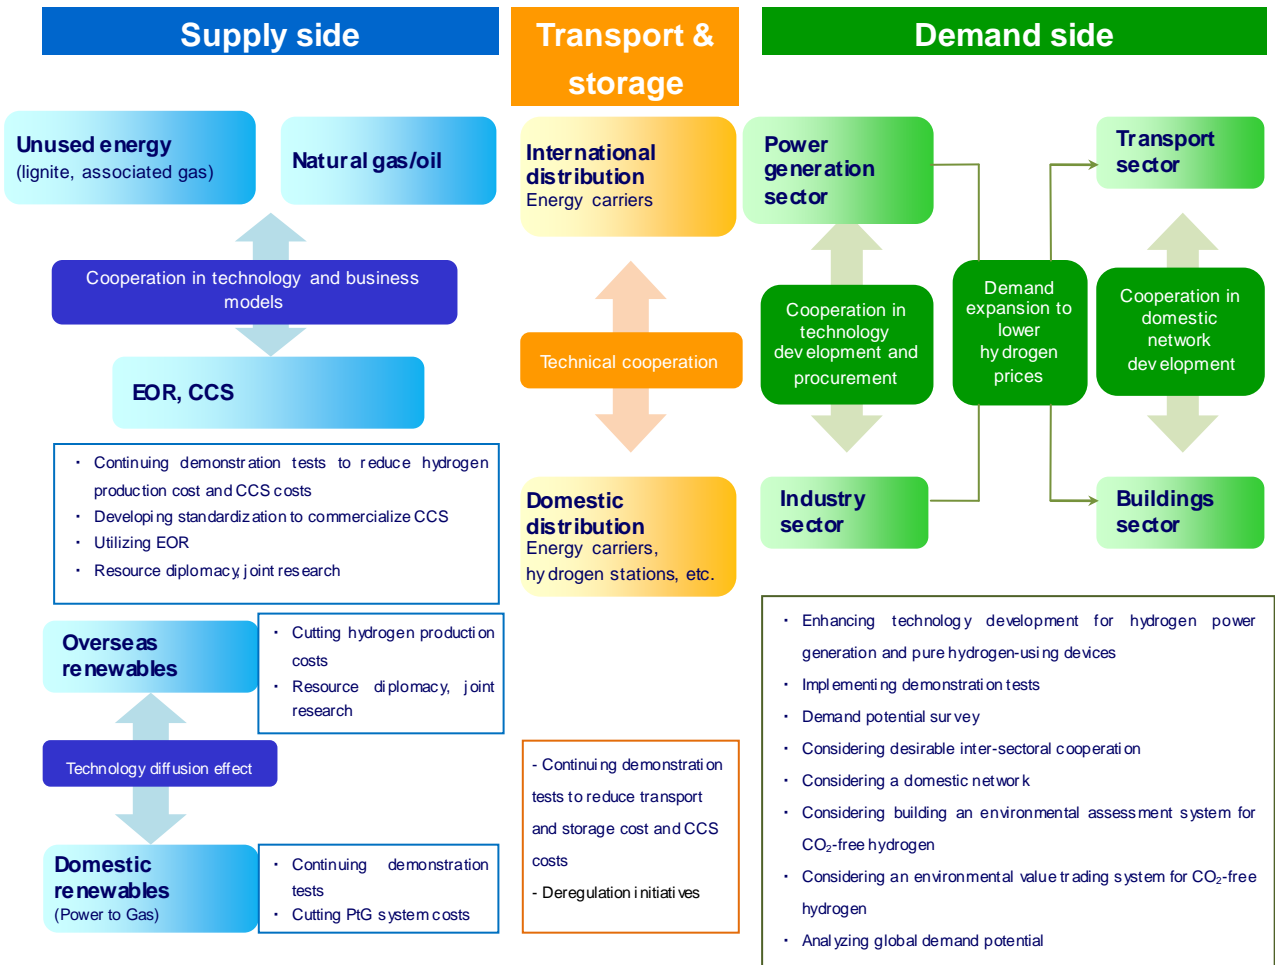 Supply side
Unused energy
(lignite, associated gas)
Natural gas/oil
Cooperation in technology and business
models
EOR, CCS
・ Continuing demonstration tests to reduce hydrogen
production cost and CCS costs
・ Developing standardization to commercialize CCS
・ Utilizing EOR
・ Resource diplomacy, joint research
Overseas
renewables
・ Cutting hydrogen production
costs
・ Resource diplomacy, joint
research
Technology diffusion effect
Domestic
renewables
(Power to Gas)
・ Continuing demonstration
tests
・ Cutting PtG system costs
Transport &
storage
International
distribution
Energy carriers
Technical cooperation
Domestic
distribution
Energy carriers,
hydrogen stations, etc.
- Continuing demonstration
tests to reduce transport
and storage cost and CCS
costs
- Deregulation initiatives
Demand side
Power
generation
sector
Transport
sector
Cooperation in
technology
development and
procurement
Demand
expansion to
lower
hydrogen
prices
Cooperation in
domestic
network
development
Industry
sector
Buildings
sector
・ Enhancing technology development for hydrogen power
generation and pure hydrogen-using devices
・ Implementing demonstration tests
・ Demand potential survey
・ Considering desirable inter-sectoral cooperation
・ Considering a domestic network
・ Considering building an environmental assessment system for
CO₂-free hydrogen
・ Considering an environmental value trading system for CO₂-free
hydrogen
・ Analyzing global demand potential